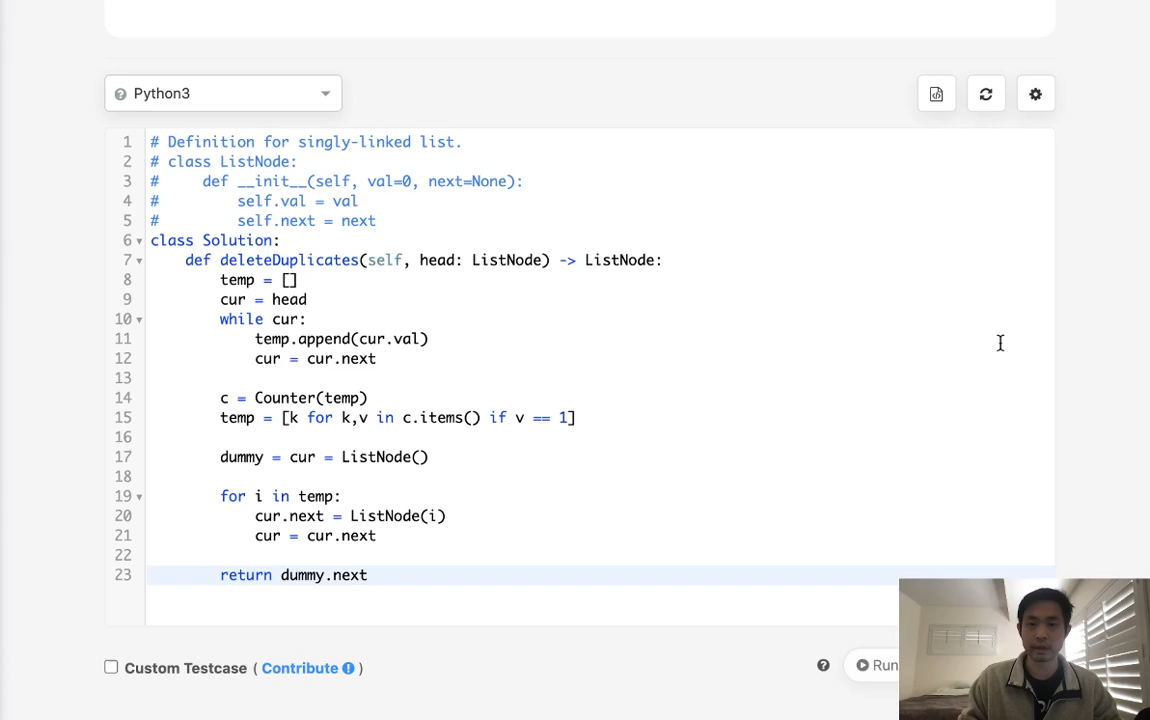 Python3
1 # Definition for singly-linked list.
2 # class ListNode:
3 #     def __init__(self, val=0, next=None):
4 #         self.val = val
5 #         self.next = next
6 class Solution:
7     def deleteDuplicates(self, head: ListNode) -> ListNode:
8         temp = []
9         cur = head
10         while cur:
11             temp.append(cur.val)
12             cur = cur.next
13
14         c = Counter(temp)
15         temp = [k for k,v in c.items() if v == 1]
16
17         dummy = cur = ListNode()
18
19         for i in temp:
20             cur.next = ListNode(i)
21             cur = cur.next
22
23         return dummy.next
Custom Testcase ( Contribute ) Run